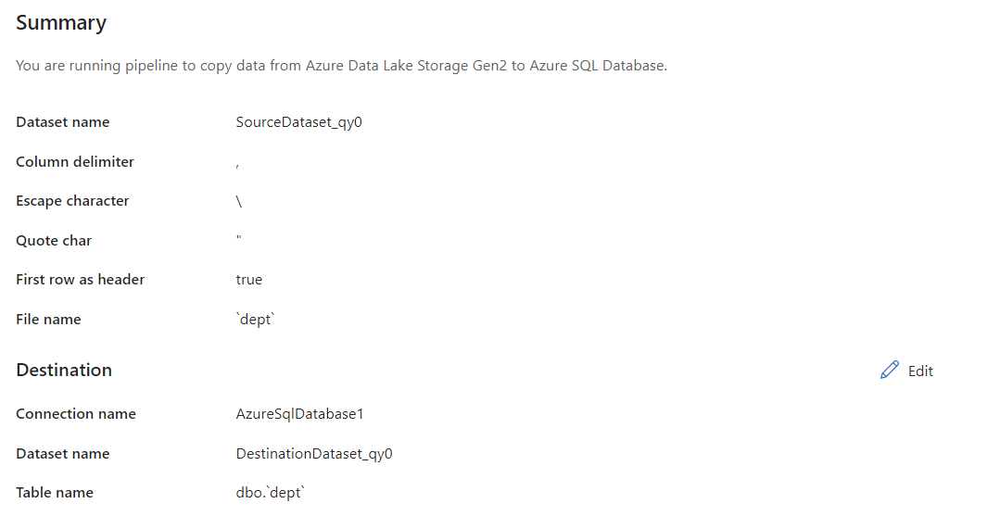 Summary
You are running pipeline to copy data from Azure Data Lake Storage Gen2 to Azure SQL Database.
Dataset name SourceDataset_qy0
Column delimiter ,
Escape character \
Quote char "
First row as header true
File name `dept`
Destination Edit
Connection name AzureSqlDatabase1
Dataset name DestinationDataset_qy0
Table name dbo.`dept`